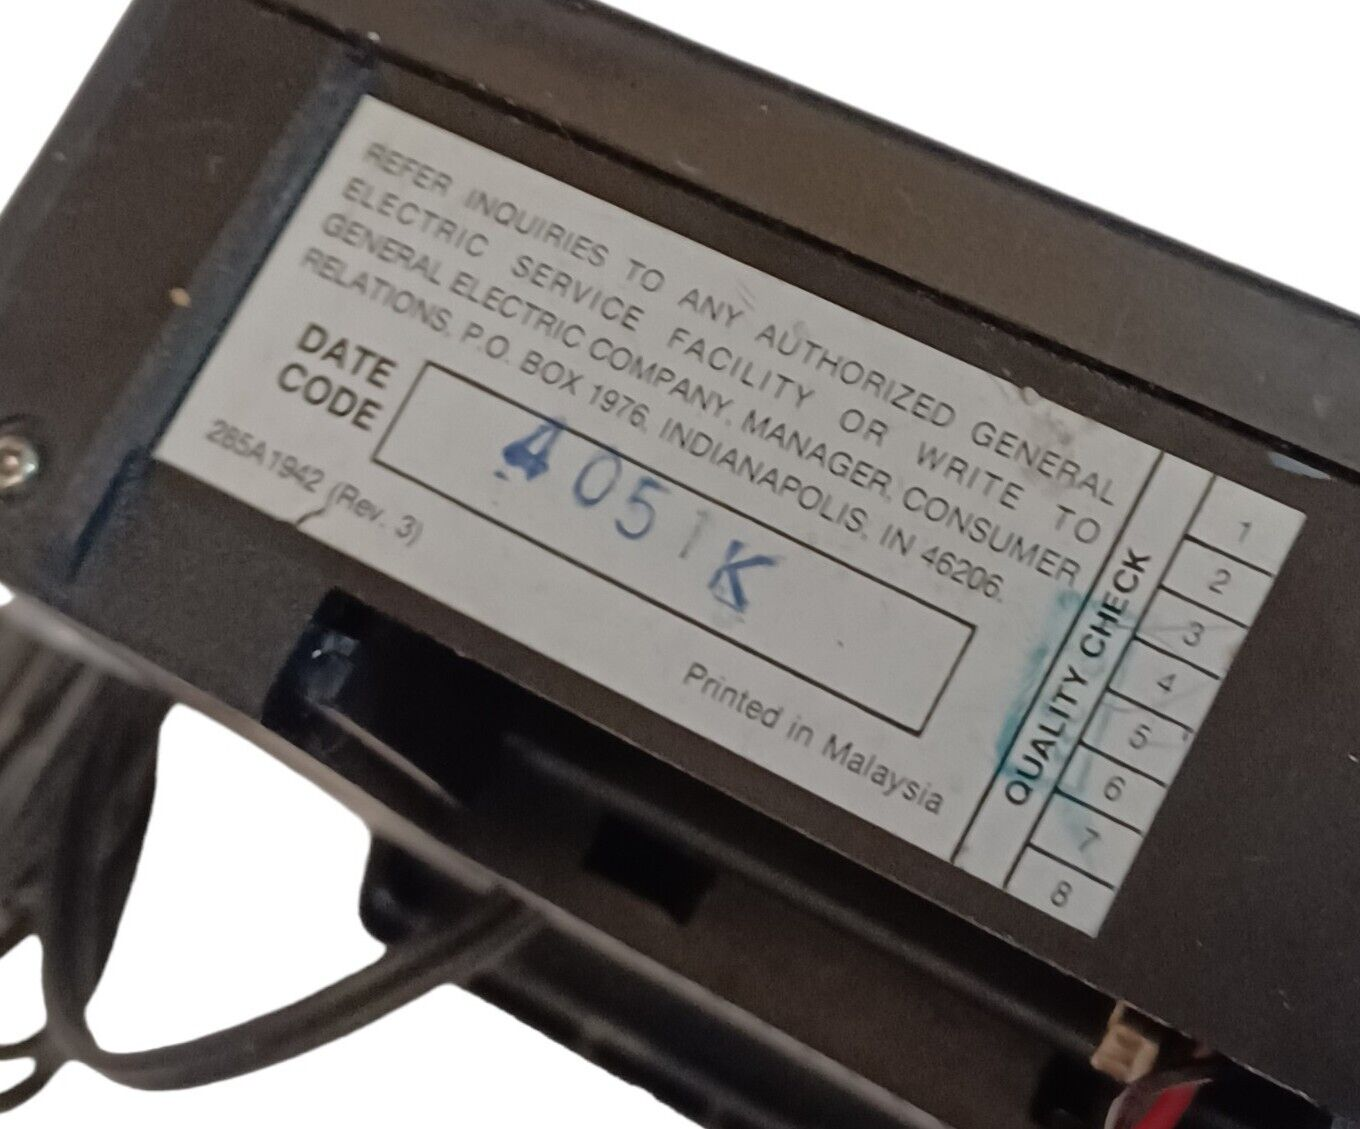 REFER INQUIRIES TO ANY AUTHORIZED GENERAL
ELECTRIC SERVICE FACILITY OR WRITE TO
GENERAL ELECTRIC COMPANY, MANAGER, CONSUMER
RELATIONS, P.O. BOX 1976, INDIANAPOLIS, IN 46206.
DATE
CODE
4051K
285A1942 (Rev. 3)
Printed in Malaysia
QUALITY CHECK
1
2
3
4
5
6
7
8